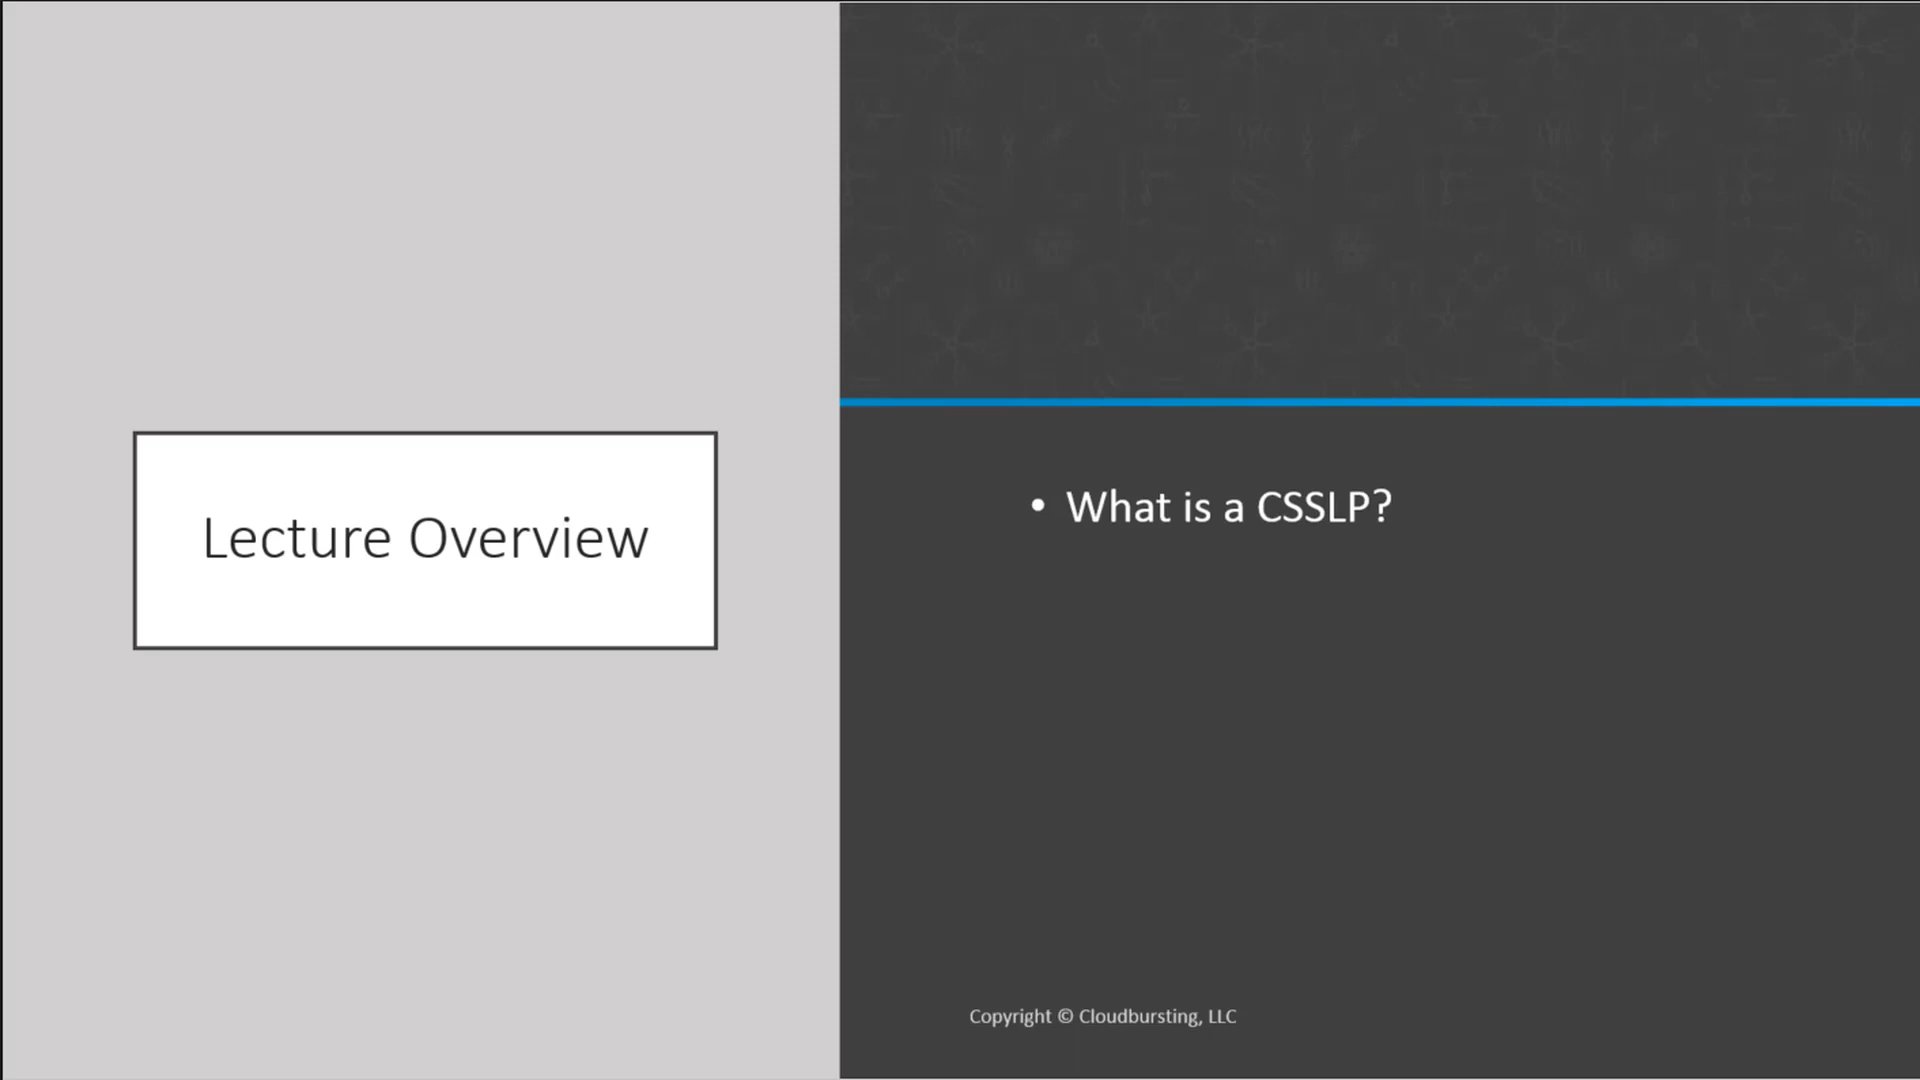 Lecture Overview
• What is a CSSLP?
Copyright © Cloudbursting, LLC